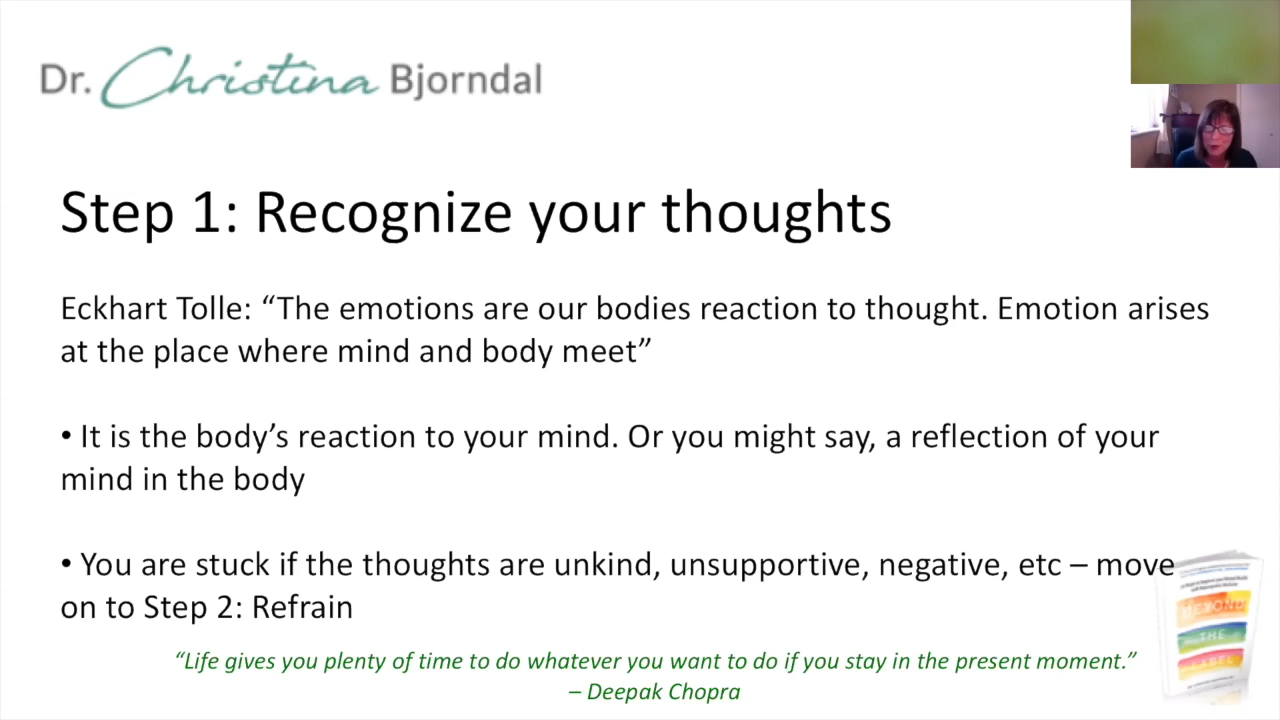 Dr. Christina Bjorndal
Step 1: Recognize your thoughts
Eckhart Tolle: “The emotions are our bodies reaction to thought. Emotion arises
at the place where mind and body meet”
• It is the body’s reaction to your mind. Or you might say, a reflection of your
mind in the body
• You are stuck if the thoughts are unkind, unsupportive, negative, etc – move
on to Step 2: Refrain
“Life gives you plenty of time to do whatever you want to do if you stay in the present moment.”
– Deepak Chopra
BEYOND
THE
LABEL